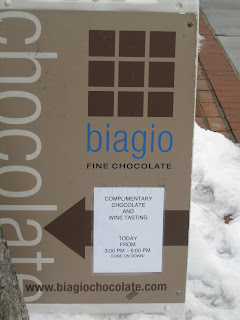 chocolate
biagio
FINE CHOCOLATE
COMPLIMENTARY
CHOCOLATE
AND
WINE TASTING
TODAY
FROM
3:00 PM - 6:00 PM
COME ON DOWN!
www.biagiochocolate.com